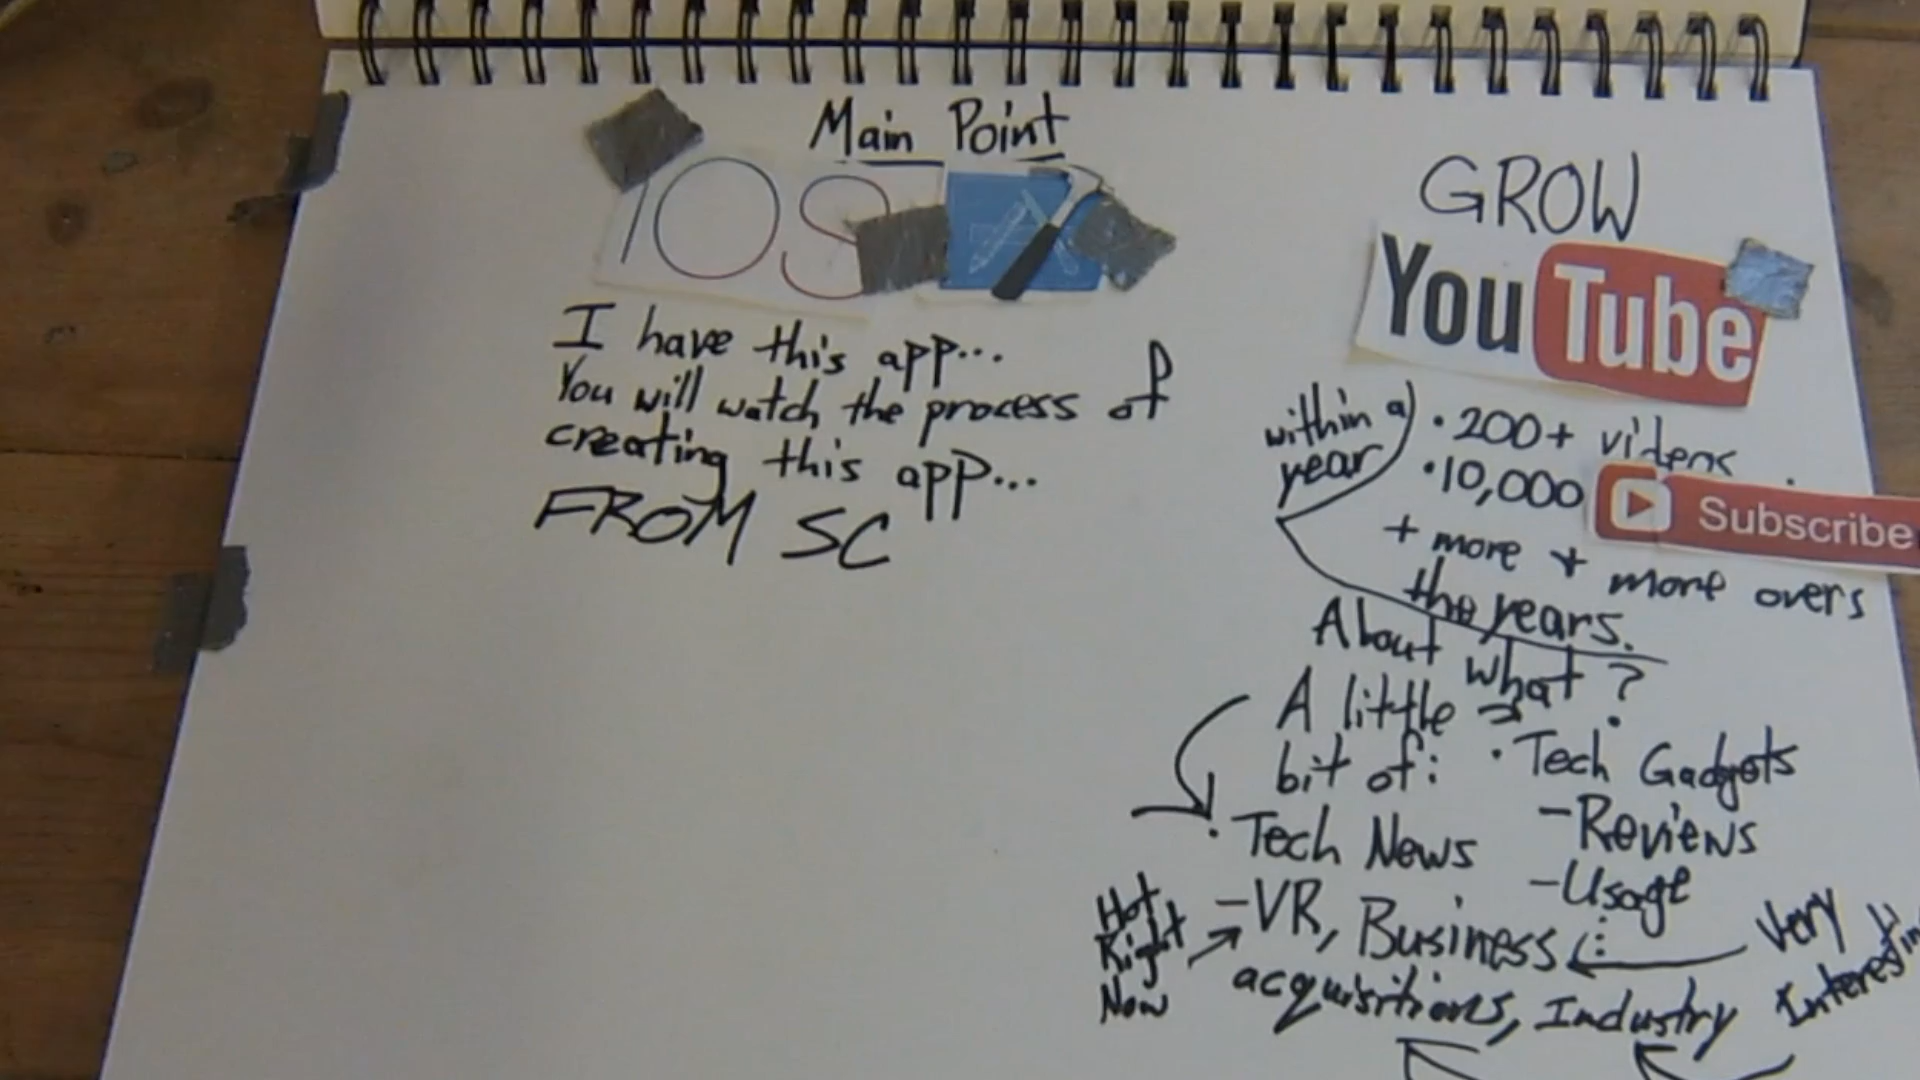 Main Point
iOS
I have this app...
You will watch the process of
creating this app...
FROM SC
GROW
YouTube
within a
year
• 200+ videos
• 10,000
Subscribe
+ more + more overs
the years.
About what?
A little
bit of:
• Tech Gadgets
- Reviews
- Usage
• Tech News
- VR, Business
acquisitions, Industry
Hot
Right
Now
Very